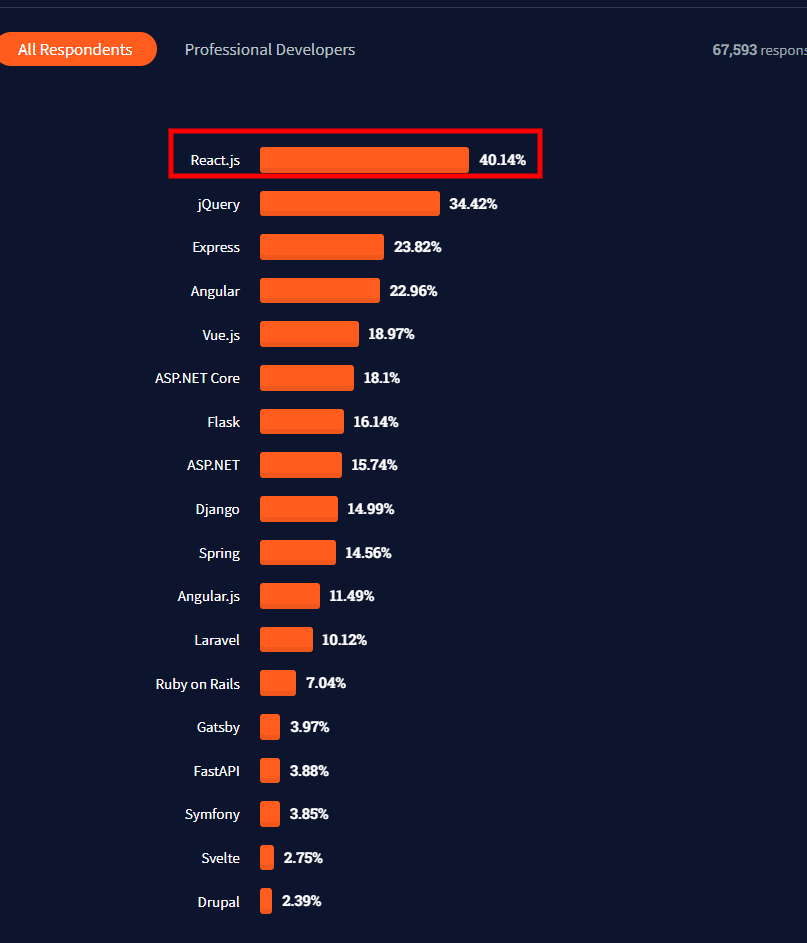 All Respondents Professional Developers 67,593 respons
React.js 40.14%
jQuery 34.42%
Express 23.82%
Angular 22.96%
Vue.js 18.97%
ASP.NET Core 18.1%
Flask 16.14%
ASP.NET 15.74%
Django 14.99%
Spring 14.56%
Angular.js 11.49%
Laravel 10.12%
Ruby on Rails 7.04%
Gatsby 3.97%
FastAPI 3.88%
Symfony 3.85%
Svelte 2.75%
Drupal 2.39%